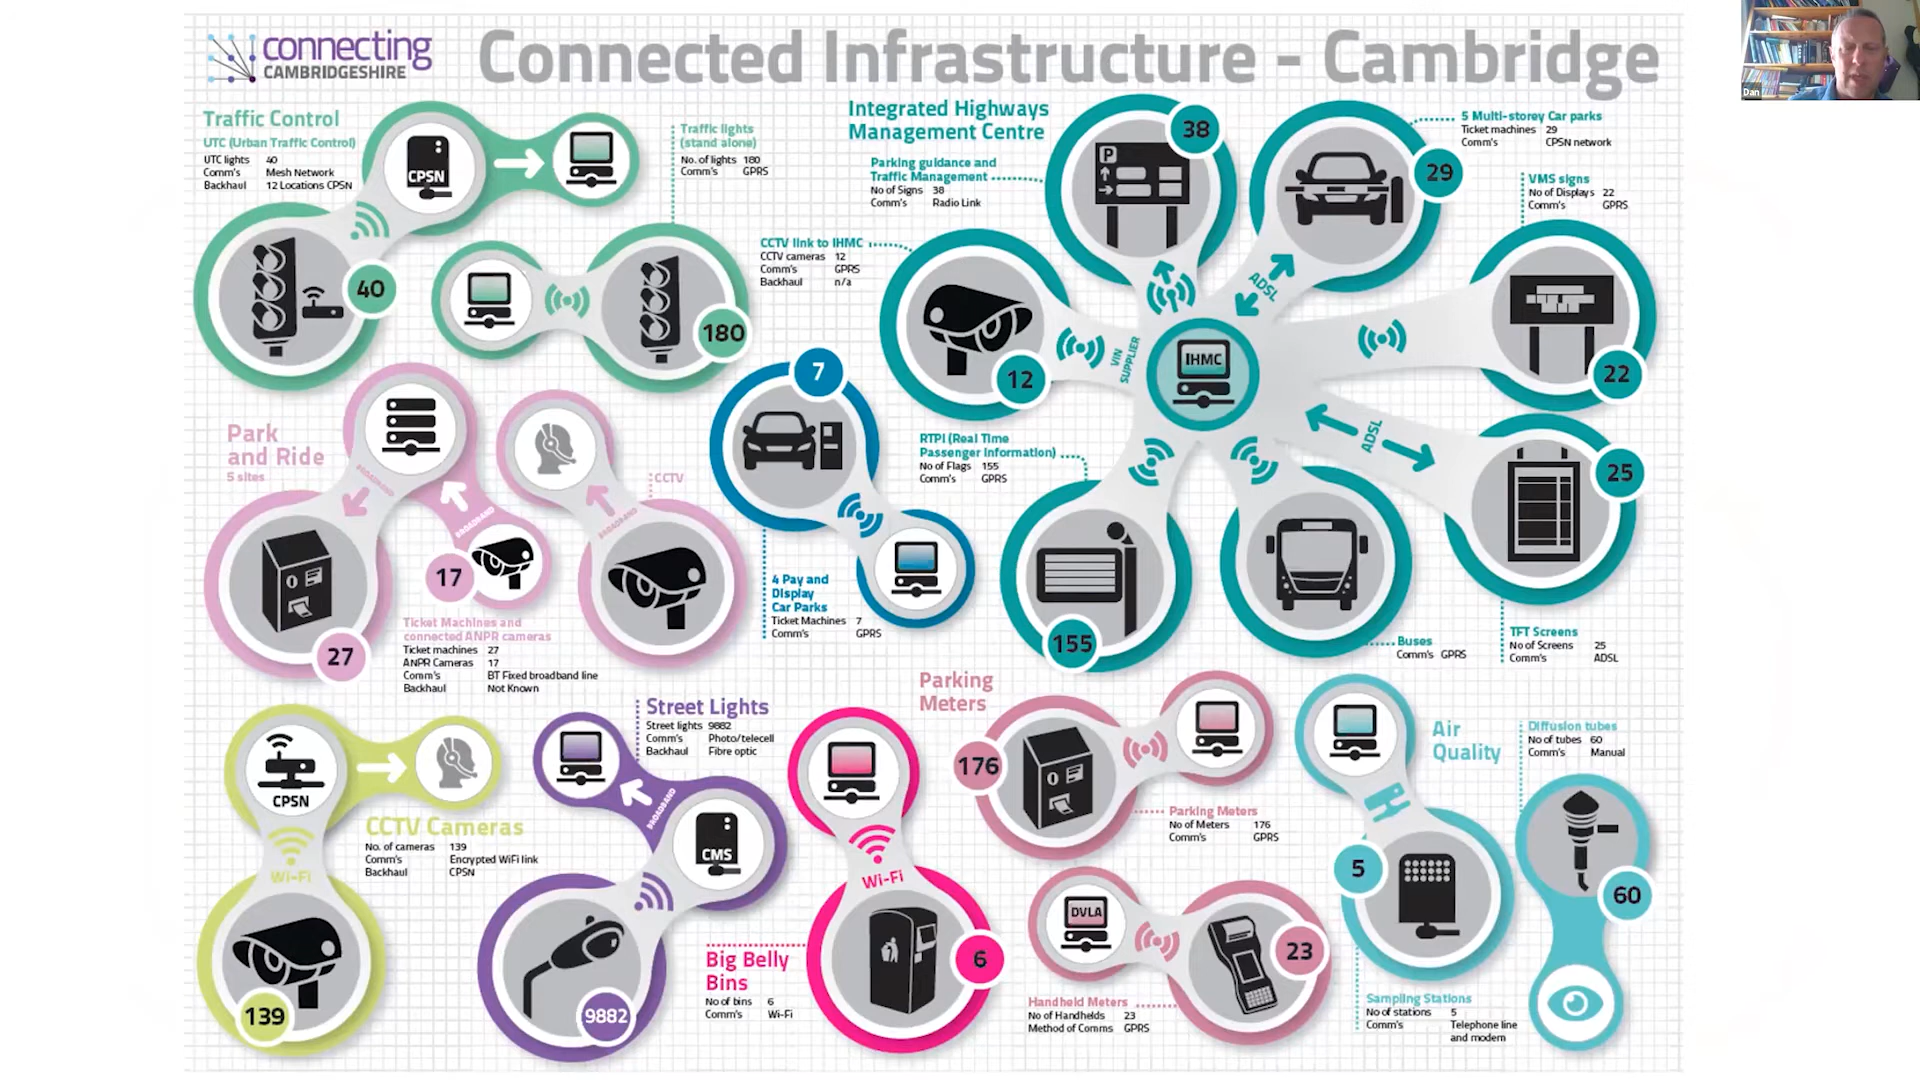 connecting
CAMBRIDGESHIRE
Connected Infrastructure - Cambridge
Traffic Control
UTC (Urban Traffic Control)
UTC lights 40
Comm's Mesh Network
Backhaul 12 Locations CPSN
CPSN
40
Traffic lights
(stand alone)
No. of lights 180
Comm's GPRS
180
Integrated Highways
Management Centre
Parking guidance and
Traffic Management
No of Signs 38
Comm's Radio Link
38
5 Multi-storey Car parks
Ticket machines 29
Comm's CPSN network
29
ADSL
VMS signs
No of Displays 22
Comm's GPRS
22
CCTV link to IHMC
CCTV cameras 12
Comm's GPRS
Backhaul n/a
12
VIN
SUPPLIER
IHMC
ADSL
RTPI (Real Time
Passenger Information)
No of Flags 155
Comm's GPRS
155
Buses
Comm's GPRS
TFT Screens
No of Screens 25
Comm's ADSL
25
Park
and Ride
5 sites
BROADBAND
BROADBAND
17
27
CCTV
BROADBAND
Ticket Machines and
connected ANPR cameras
Ticket machines 27
ANPR Cameras 17
Comm's BT Fixed broadband line
Backhaul Not Known
7
4 Pay and
Display
Car Parks
Ticket Machines 7
Comm's GPRS
CPSN
Wi-Fi
CCTV Cameras
No. of cameras 139
Comm's Encrypted WiFi link
Backhaul CPSN
139
Street Lights
Street lights 9882
Comm's Photo/telecell
Backhaul Fibre optic
BROADBAND
CMS
9882
Wi-Fi
Big Belly
Bins
No of bins 6
Comm's Wi-Fi
6
Parking
Meters
176
Parking Meters
No of Meters 176
Comm's GPRS
DVLA
23
Handheld Meters
No of Handhelds 23
Method of Comms GPRS
Air
Quality
5
Sampling Stations
No of stations 5
Comm's Telephone line
and modem
Diffusion tubes
No of tubes 60
Comm's Manual
60
Dan